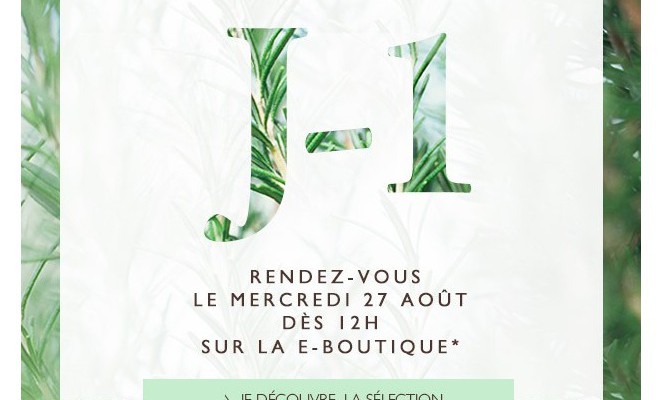 J-1
RENDEZ-VOUS
LE MERCREDI 27 AOÛT
DÈS 12H
SUR LA E-BOUTIQUE*
> JE DÉCOUVRE LA SÉLECTION